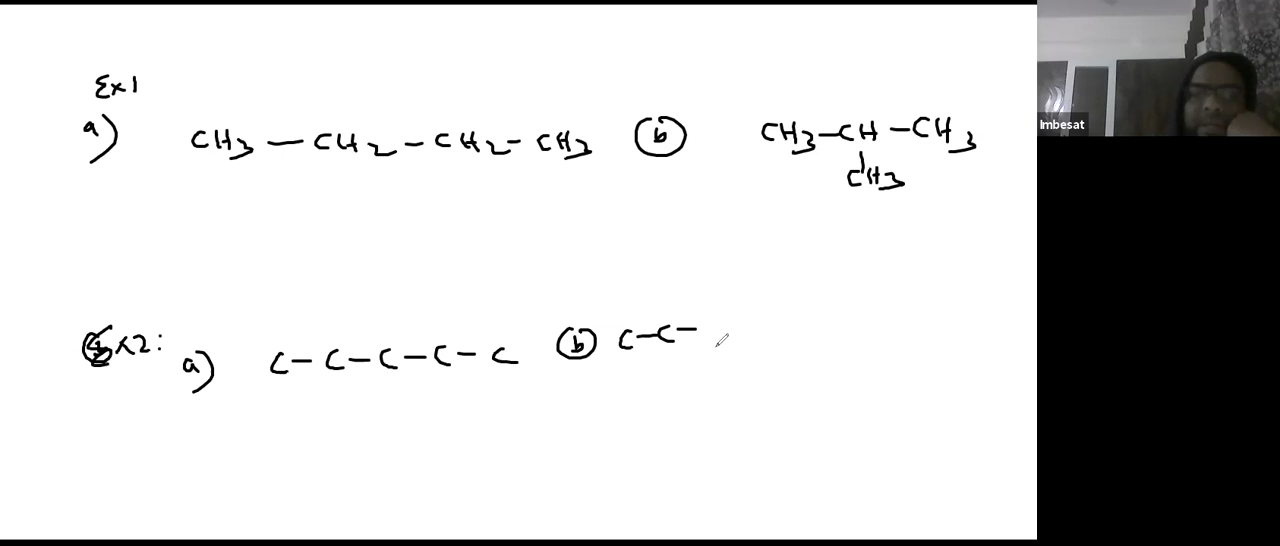 Ex1
a) CH3 — CH2 — CH2 — CH3 (b) CH3—CH—CH3
CH3
Ex2:
a) C—C—C—C—C (b) C—C—
Imbesat